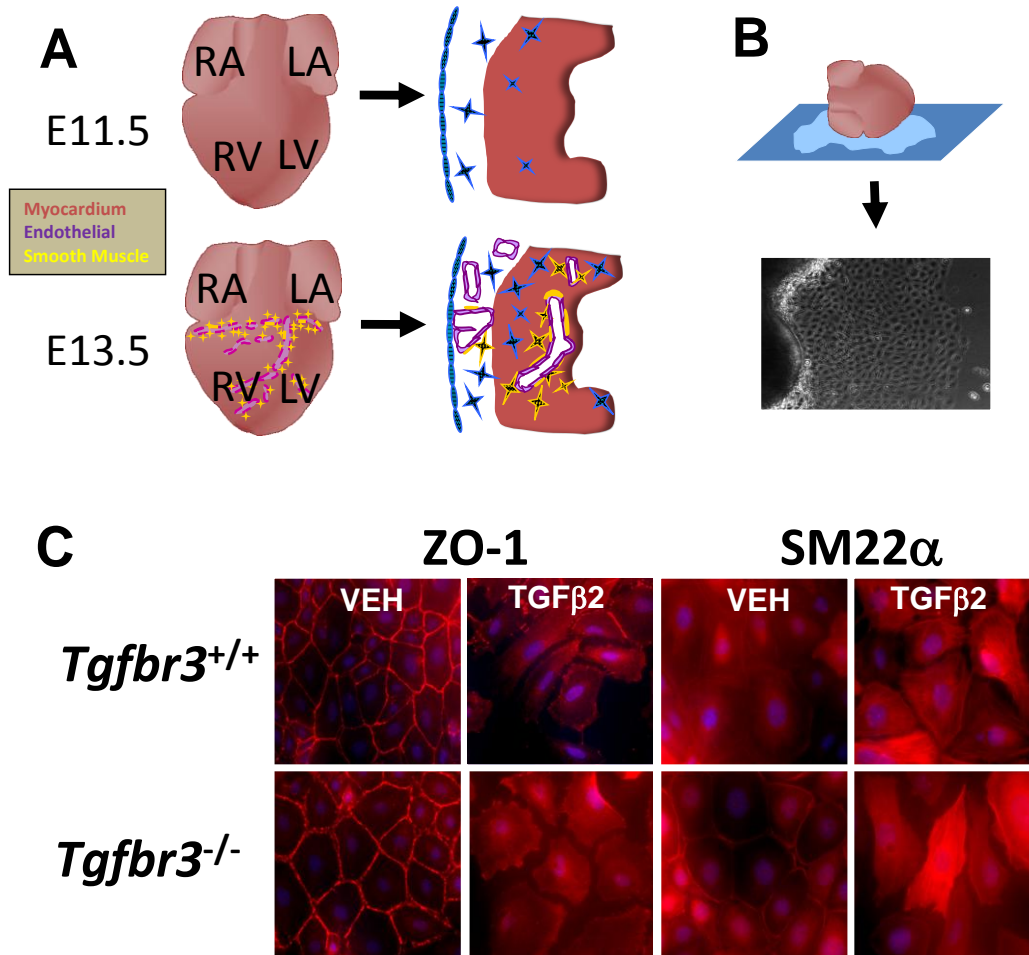 A
B
RA LA
E11.5
RV LV
Myocardium
Endothelial
Smooth Muscle
RA LA
E13.5
RV LV
C
ZO-1 SM22α
VEH TGFβ2 VEH TGFβ2
Tgfbr3+/+
Tgfbr3-/-